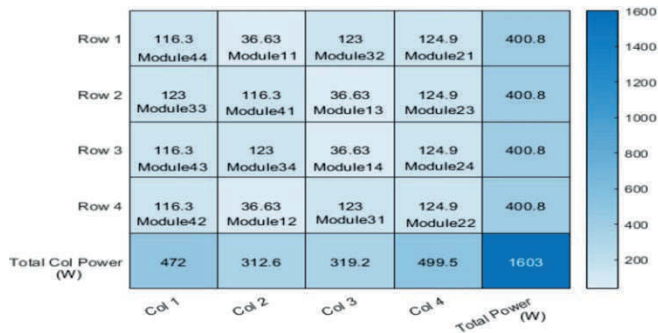 1600
Row 1 116.3 36.63 123 124.9 400.8
Module44 Module11 Module32 Module21
1400
1200
Row 2 123 116.3 36.63 124.9 400.8
Module33 Module41 Module13 Module23
1000
800
Row 3 116.3 123 36.63 124.9 400.8
Module43 Module34 Module14 Module24
600
Row 4 116.3 36.63 123 124.9 400.8
Module42 Module12 Module31 Module22
400
Total Col Power 472 312.6 319.2 499.5 1603
(W)
200
Col 1 Col 2 Col 3 Col 4 Total Power
(W)